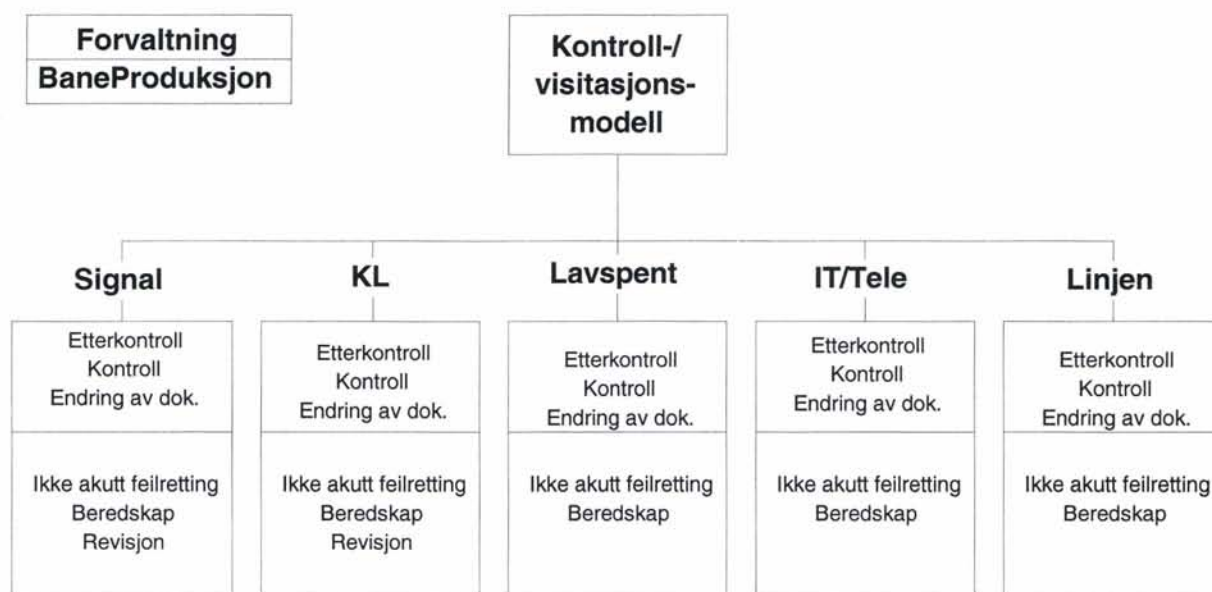 Forvaltning
BaneProduksjon
Kontroll-/
visitasjons-
modell
Signal
KL
Lavspent
IT/Tele
Linjen
Etterkontroll
Kontroll
Endring av dok.
Ikke akutt feilretting
Beredskap
Revisjon
Etterkontroll
Kontroll
Endring av dok.
Ikke akutt feilretting
Beredskap
Revisjon
Etterkontroll
Kontroll
Endring av dok.
Ikke akutt feilretting
Beredskap
Etterkontroll
Kontroll
Endring av dok.
Ikke akutt feilretting
Beredskap
Etterkontroll
Kontroll
Endring av dok.
Ikke akutt feilretting
Beredskap